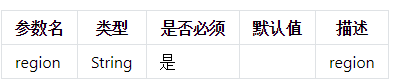 参数名 类型 是否必须 默认值 描述
region String 是 region